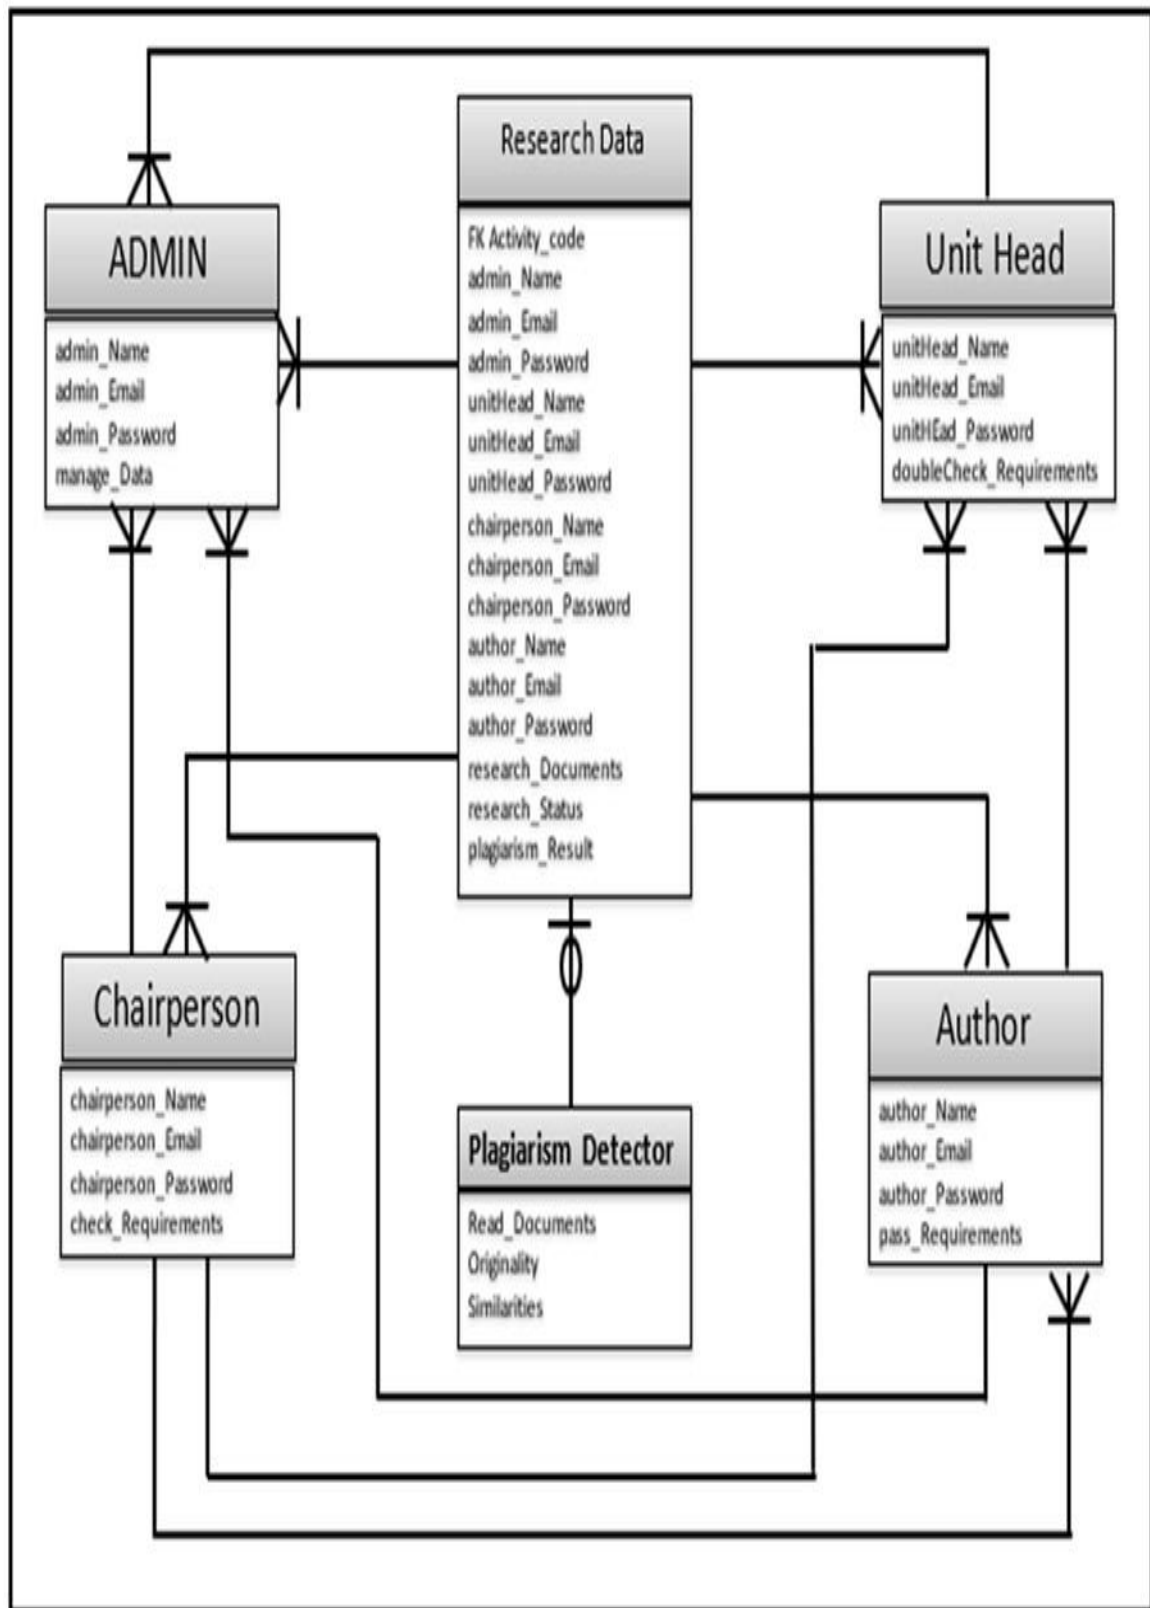 Research Data
FK Activity_code
admin_Name
admin_Email
admin_Password
unitHead_Name
unitHead_Email
unitHead_Password
chairperson_Name
chairperson_Email
chairperson_Password
author_Name
author_Email
author_Password
research_Documents
research_Status
plagiarism_Result
ADMIN
admin_Name
admin_Email
admin_Password
manage_Data
Unit Head
unitHead_Name
unitHead_Email
unitHEad_Password
doubleCheck_Requirements
Chairperson
chairperson_Name
chairperson_Email
chairperson_Password
check_Requirements
Plagiarism Detector
Read_Documents
Originality
Similarities
Author
author_Name
author_Email
author_Password
pass_Requirements